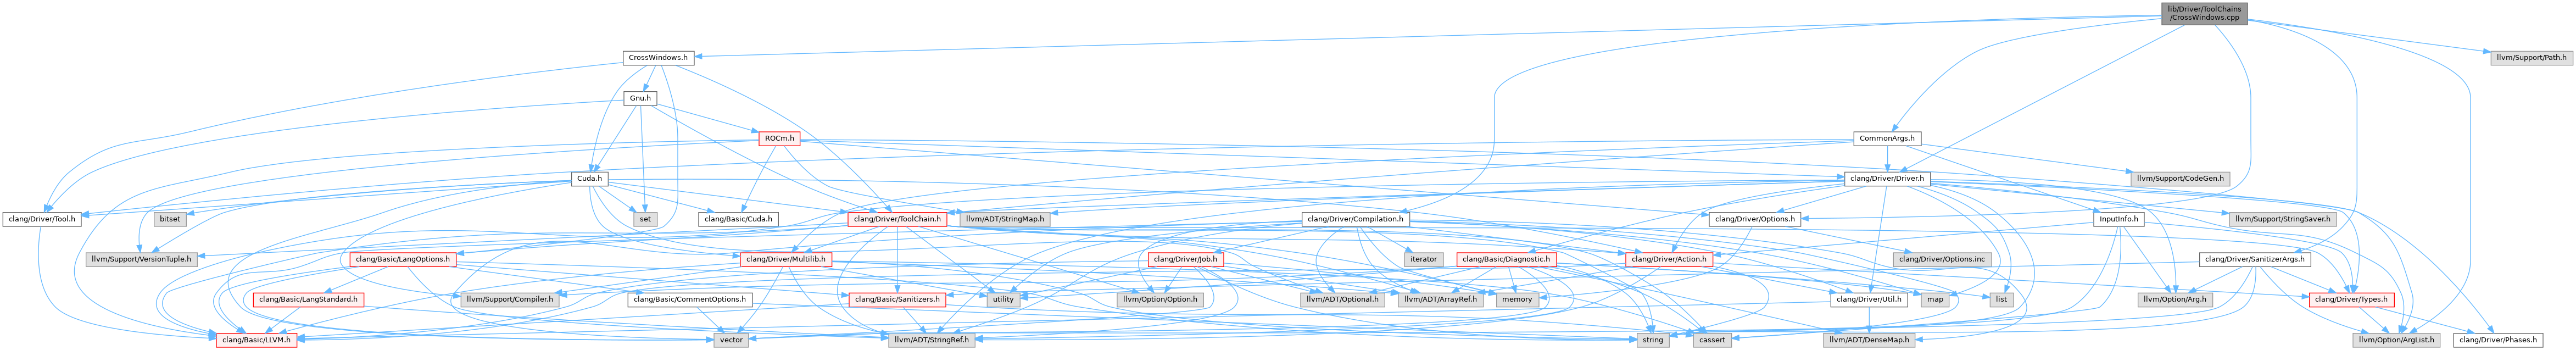 lib/Driver/ToolChains
/CrossWindows.cpp
CrossWindows.h
llvm/Support/Path.h
Gnu.h
ROCm.h
CommonArgs.h
Cuda.h
clang/Driver/Driver.h
llvm/Support/CodeGen.h
clang/Driver/Tool.h
bitset
set
clang/Basic/Cuda.h
clang/Driver/ToolChain.h
llvm/ADT/StringMap.h
clang/Driver/Compilation.h
clang/Driver/Options.h
InputInfo.h
llvm/Support/StringSaver.h
llvm/Support/VersionTuple.h
clang/Basic/LangOptions.h
clang/Driver/Multilib.h
clang/Driver/Job.h
iterator
clang/Basic/Diagnostic.h
clang/Driver/Action.h
clang/Driver/Options.inc
clang/Driver/SanitizerArgs.h
clang/Basic/LangStandard.h
llvm/Support/Compiler.h
clang/Basic/CommentOptions.h
clang/Basic/Sanitizers.h
utility
llvm/Option/Option.h
llvm/ADT/Optional.h
llvm/ADT/ArrayRef.h
memory
clang/Driver/Util.h
map
list
llvm/Option/Arg.h
clang/Driver/Types.h
clang/Basic/LLVM.h
vector
llvm/ADT/StringRef.h
string
cassert
llvm/ADT/DenseMap.h
llvm/Option/ArgList.h
clang/Driver/Phases.h